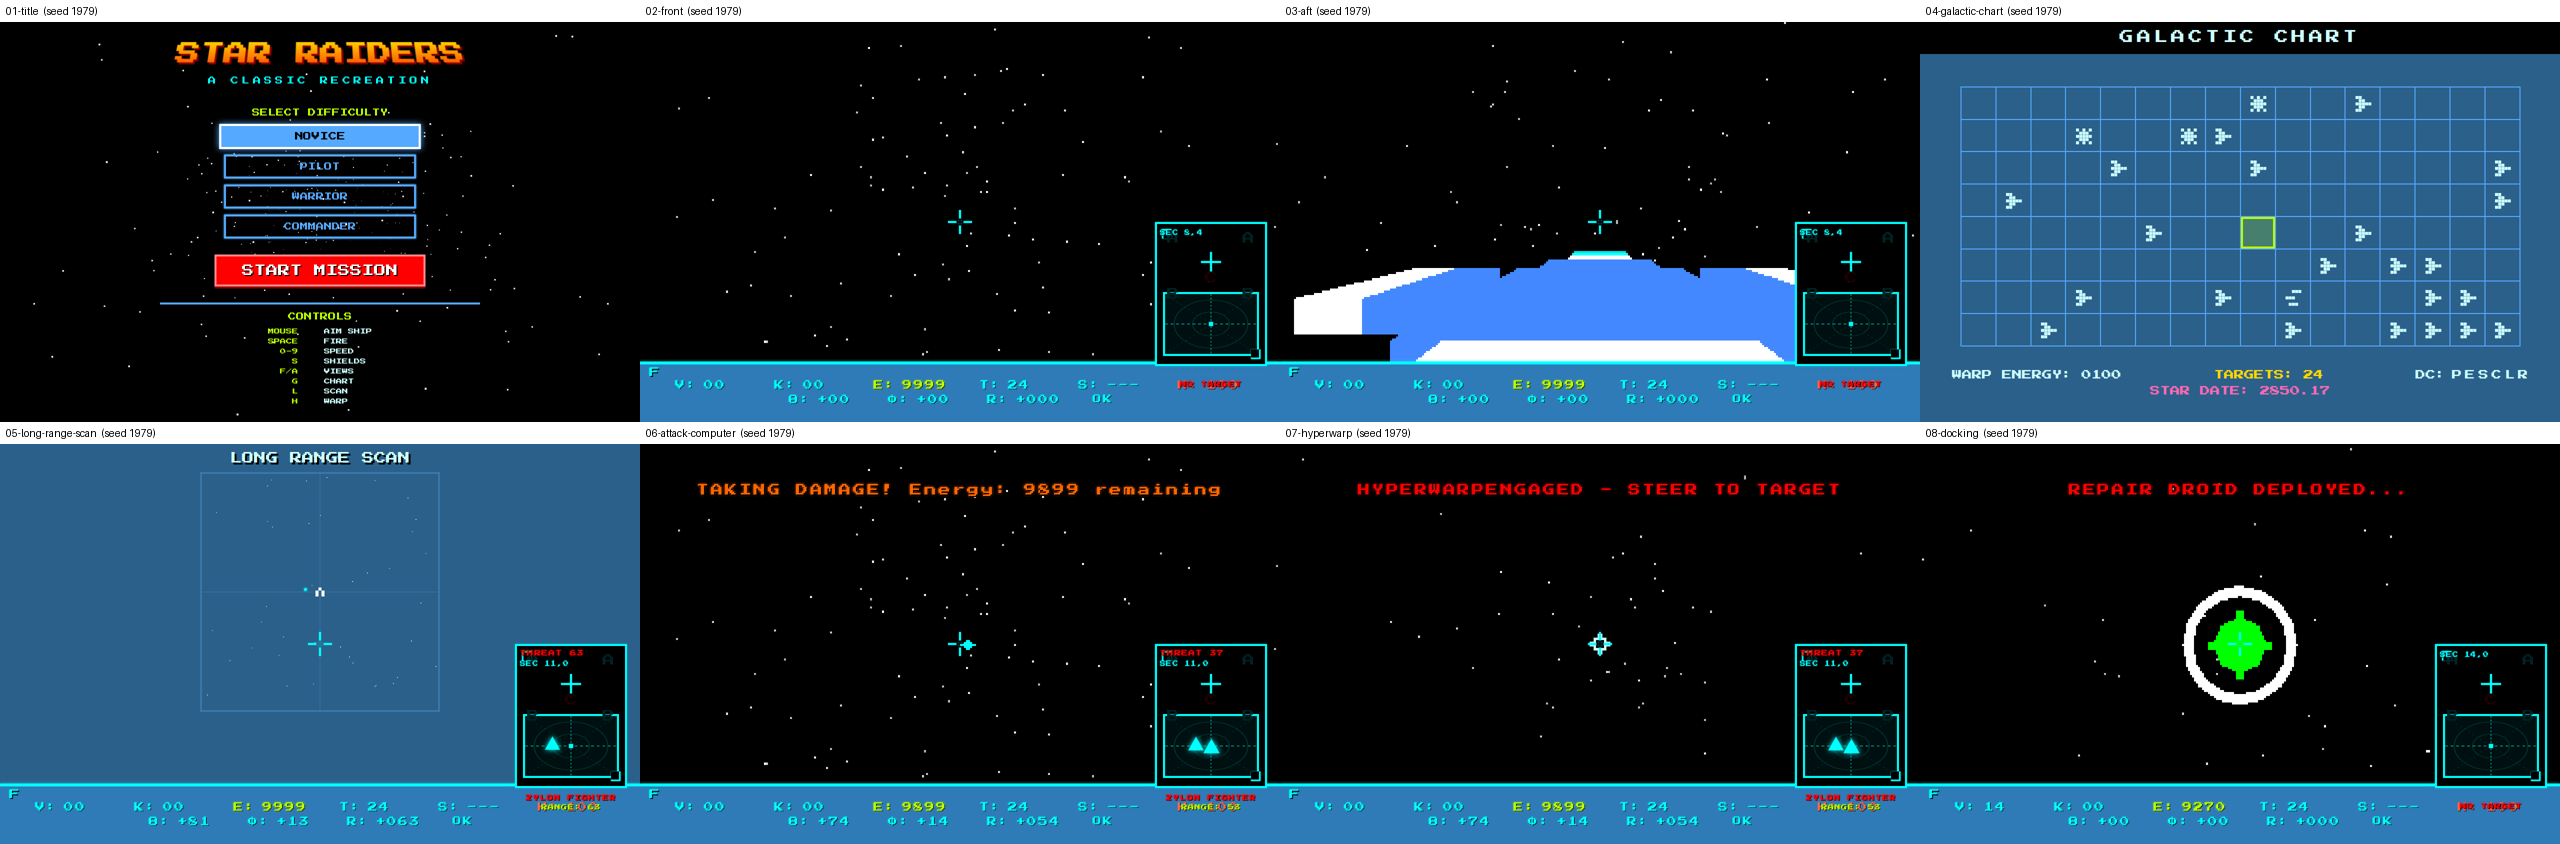 01-title (seed 1979)
STAR RAIDERS
A CLASSIC RECREATION
SELECT DIFFICULTY
NOVICE
PILOT
WARRIOR
COMMANDER
START MISSION
CONTROLS
MOUSE AIM SHIP
SPACE FIRE
0-9 SPEED
S SHIELDS
F/A VIEWS
G CHART
L SCAN
H WARP
02-front (seed 1979)
SEC 8,4
A
F
V: 00 K: 00 E: 9999 T: 24 S: ---
θ: +00 Φ: +00 R: +000 OK
TARGET
03-aft (seed 1979)
SEC 8,4
A
F
V: 00 K: 00 E: 9999 T: 24 S: ---
θ: +00 Φ: +00 R: +000 OK
TARGET
04-galactic-chart (seed 1979)
GALACTIC CHART
WARP ENERGY: 0100 TARGETS: 24 DC: PESCLR
STAR DATE: 2850.17
05-long-range-scan (seed 1979)
LONG RANGE SCAN
THREAT 63
SEC 11,0
A
F
V: 00 K: 00 E: 9999 T: 24 S: ---
θ: +81 Φ: +13 R: +063 OK
ZYLON FIGHTER
06-attack-computer (seed 1979)
TAKING DAMAGE! Energy: 9899 remaining
THREAT 37
SEC 11,0
A
F
V: 00 K: 00 E: 9899 T: 24 S: ---
θ: +74 Φ: +14 R: +054 OK
ZYLON FIGHTER
07-hyperwarp (seed 1979)
HYPERWARPENGAGED - STEER TO TARGET
THREAT 37
SEC 11,0
A
F
V: 00 K: 00 E: 9899 T: 24 S: ---
θ: +74 Φ: +14 R: +054 OK
ZYLON FIGHTER
08-docking (seed 1979)
REPAIR DROID DEPLOYED...
SEC 14,0
A
F
V: 14 K: 00 E: 9270 T: 24 S: ---
θ: +00 Φ: +00 R: +000 OK
TARGET